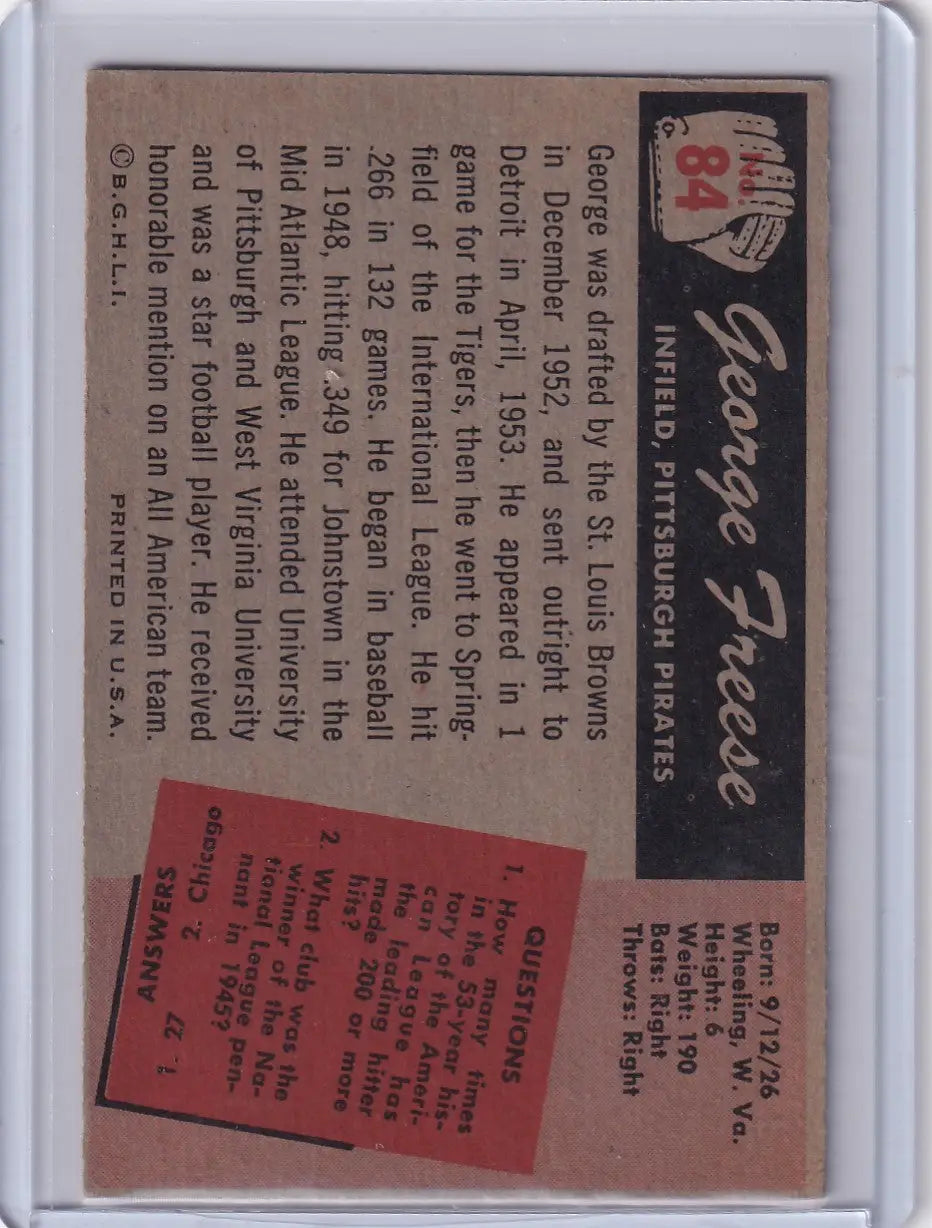 No.
84
George Freese
INFIELD, PITTSBURGH PIRATES
Born: 9/12/26
Wheeling, W. Va.
Height: 6
Weight: 190
Bats: Right
Throws: Right
George was drafted by the St. Louis Browns
in December 1952, and sent outright to
Detroit in April, 1953. He appeared in 1
game for the Tigers, then he went to Spring-
field of the International League. He hit
.266 in 132 games. He began in baseball
in 1948, hitting .349 for Johnstown in the
Mid Atlantic League. He attended University
of Pittsburgh and West Virginia University
and was a star football player. He received
honorable mention on an All American team.
©B.G.H.L.I.
PRINTED IN U.S.A.
QUESTIONS
1. How many times
in the 53-year his-
tory of the Ameri-
can League has
the leading hitter
made 200 or more
hits?
2. What club was the
winner of the Na-
tional League pen-
nant in 1945?
ANSWERS
1. 27
2. Chicago